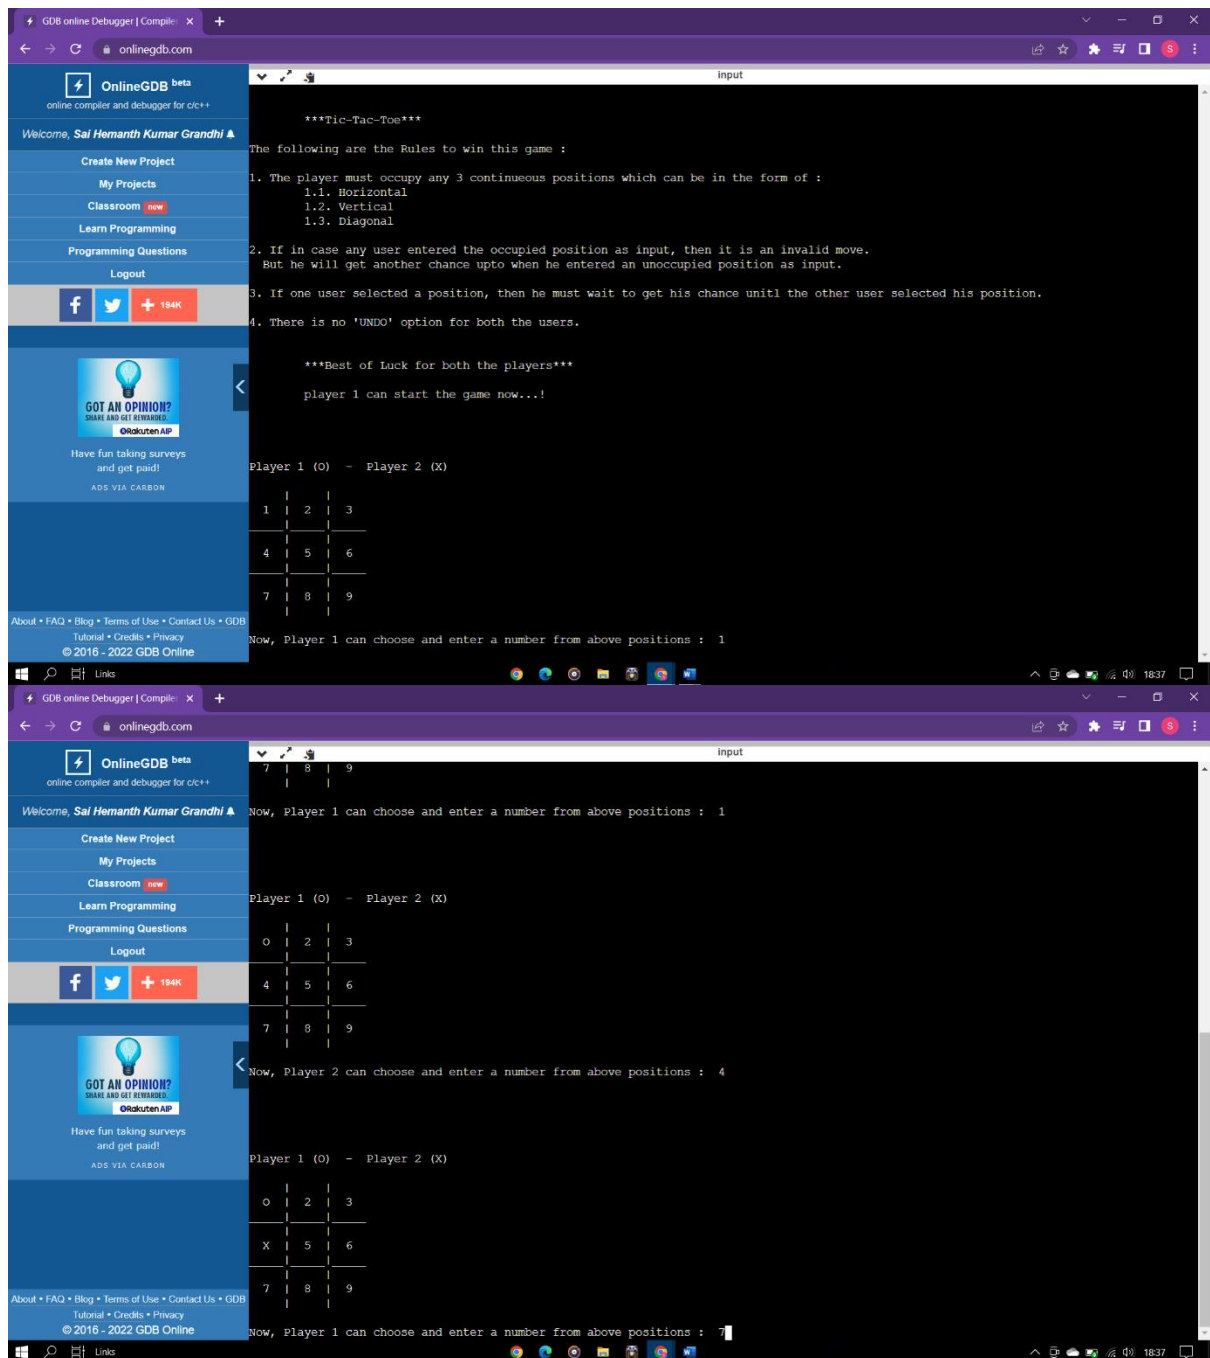 GDB online Debugger | Compiler
onlinegdb.com
S
OnlineGDB beta
online compiler and debugger for c/c++
Welcome, Sai Hemanth Kumar Grandhi
Create New Project
My Projects
Classroom new
Learn Programming
Programming Questions
Logout
f + 194K
GOT AN OPINION?
SHARE AND GET REWARDED.
Rakuten AIP
Have fun taking surveys
and get paid!
ADS VIA CARBON
About • FAQ • Blog • Terms of Use • Contact Us • GDB
Tutorial • Credits • Privacy
© 2016 - 2022 GDB Online
input
***Tic-Tac-Toe***
The following are the Rules to win this game :
1. The player must occupy any 3 continueous positions which can be in the form of :
1.1. Horizontal
1.2. Vertical
1.3. Diagonal
2. If in case any user entered the occupied position as input, then it is an invalid move.
But he will get another chance upto when he entered an unoccupied position as input.
3. If one user selected a position, then he must wait to get his chance unitl the other user selected his position.
4. There is no 'UNDO' option for both the users.
***Best of Luck for both the players***
player 1 can start the game now...!
Player 1 (O) - Player 2 (X)
1 | 2 | 3
4 | 5 | 6
7 | 8 | 9
Now, Player 1 can choose and enter a number from above positions : 1
Links
18:37
GDB online Debugger | Compiler
onlinegdb.com
S
OnlineGDB beta
online compiler and debugger for c/c++
Welcome, Sai Hemanth Kumar Grandhi
Create New Project
My Projects
Classroom new
Learn Programming
Programming Questions
Logout
f + 194K
GOT AN OPINION?
SHARE AND GET REWARDED.
Rakuten AIP
Have fun taking surveys
and get paid!
ADS VIA CARBON
About • FAQ • Blog • Terms of Use • Contact Us • GDB
Tutorial • Credits • Privacy
© 2016 - 2022 GDB Online
input
7 | 8 | 9
Now, Player 1 can choose and enter a number from above positions : 1
Player 1 (O) - Player 2 (X)
O | 2 | 3
4 | 5 | 6
7 | 8 | 9
Now, Player 2 can choose and enter a number from above positions : 4
Player 1 (O) - Player 2 (X)
O | 2 | 3
X | 5 | 6
7 | 8 | 9
Now, Player 1 can choose and enter a number from above positions : 7
Links
18:37